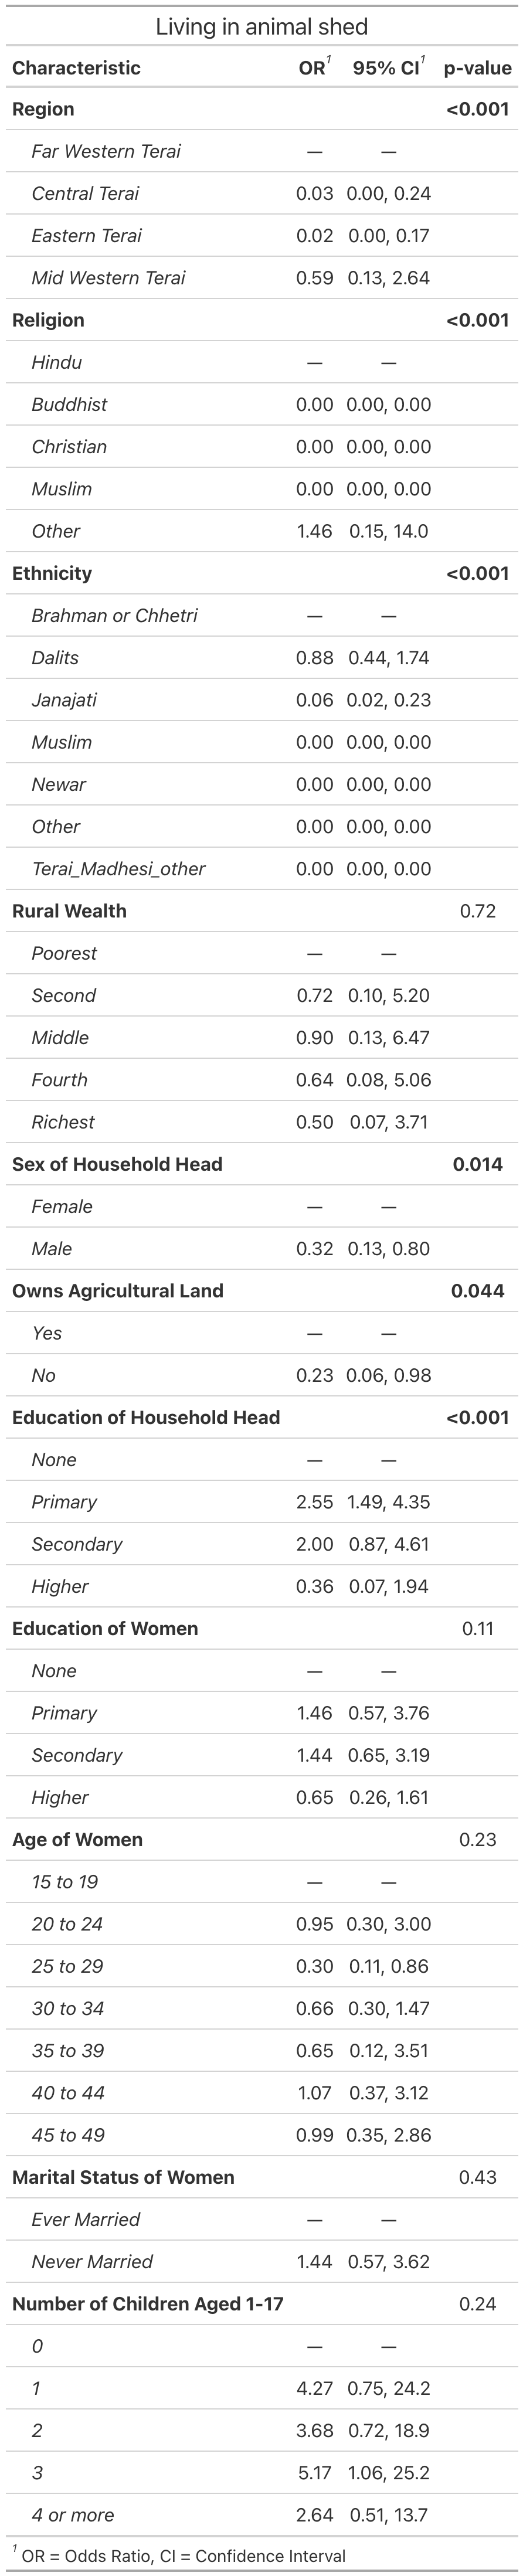 Living in animal shed
Characteristic OR1 95% CI1 p-value
Region <0.001
Far Western Terai — —
Central Terai 0.03 0.00, 0.24
Eastern Terai 0.02 0.00, 0.17
Mid Western Terai 0.59 0.13, 2.64
Religion <0.001
Hindu — —
Buddhist 0.00 0.00, 0.00
Christian 0.00 0.00, 0.00
Muslim 0.00 0.00, 0.00
Other 1.46 0.15, 14.0
Ethnicity <0.001
Brahman or Chhetri — —
Dalits 0.88 0.44, 1.74
Janajati 0.06 0.02, 0.23
Muslim 0.00 0.00, 0.00
Newar 0.00 0.00, 0.00
Other 0.00 0.00, 0.00
Terai_Madhesi_other 0.00 0.00, 0.00
Rural Wealth 0.72
Poorest — —
Second 0.72 0.10, 5.20
Middle 0.90 0.13, 6.47
Fourth 0.64 0.08, 5.06
Richest 0.50 0.07, 3.71
Sex of Household Head 0.014
Female — —
Male 0.32 0.13, 0.80
Owns Agricultural Land 0.044
Yes — —
No 0.23 0.06, 0.98
Education of Household Head <0.001
None — —
Primary 2.55 1.49, 4.35
Secondary 2.00 0.87, 4.61
Higher 0.36 0.07, 1.94
Education of Women 0.11
None — —
Primary 1.46 0.57, 3.76
Secondary 1.44 0.65, 3.19
Higher 0.65 0.26, 1.61
Age of Women 0.23
15 to 19 — —
20 to 24 0.95 0.30, 3.00
25 to 29 0.30 0.11, 0.86
30 to 34 0.66 0.30, 1.47
35 to 39 0.65 0.12, 3.51
40 to 44 1.07 0.37, 3.12
45 to 49 0.99 0.35, 2.86
Marital Status of Women 0.43
Ever Married — —
Never Married 1.44 0.57, 3.62
Number of Children Aged 1-17 0.24
0 — —
1 4.27 0.75, 24.2
2 3.68 0.72, 18.9
3 5.17 1.06, 25.2
4 or more 2.64 0.51, 13.7
1 OR = Odds Ratio, CI = Confidence Interval